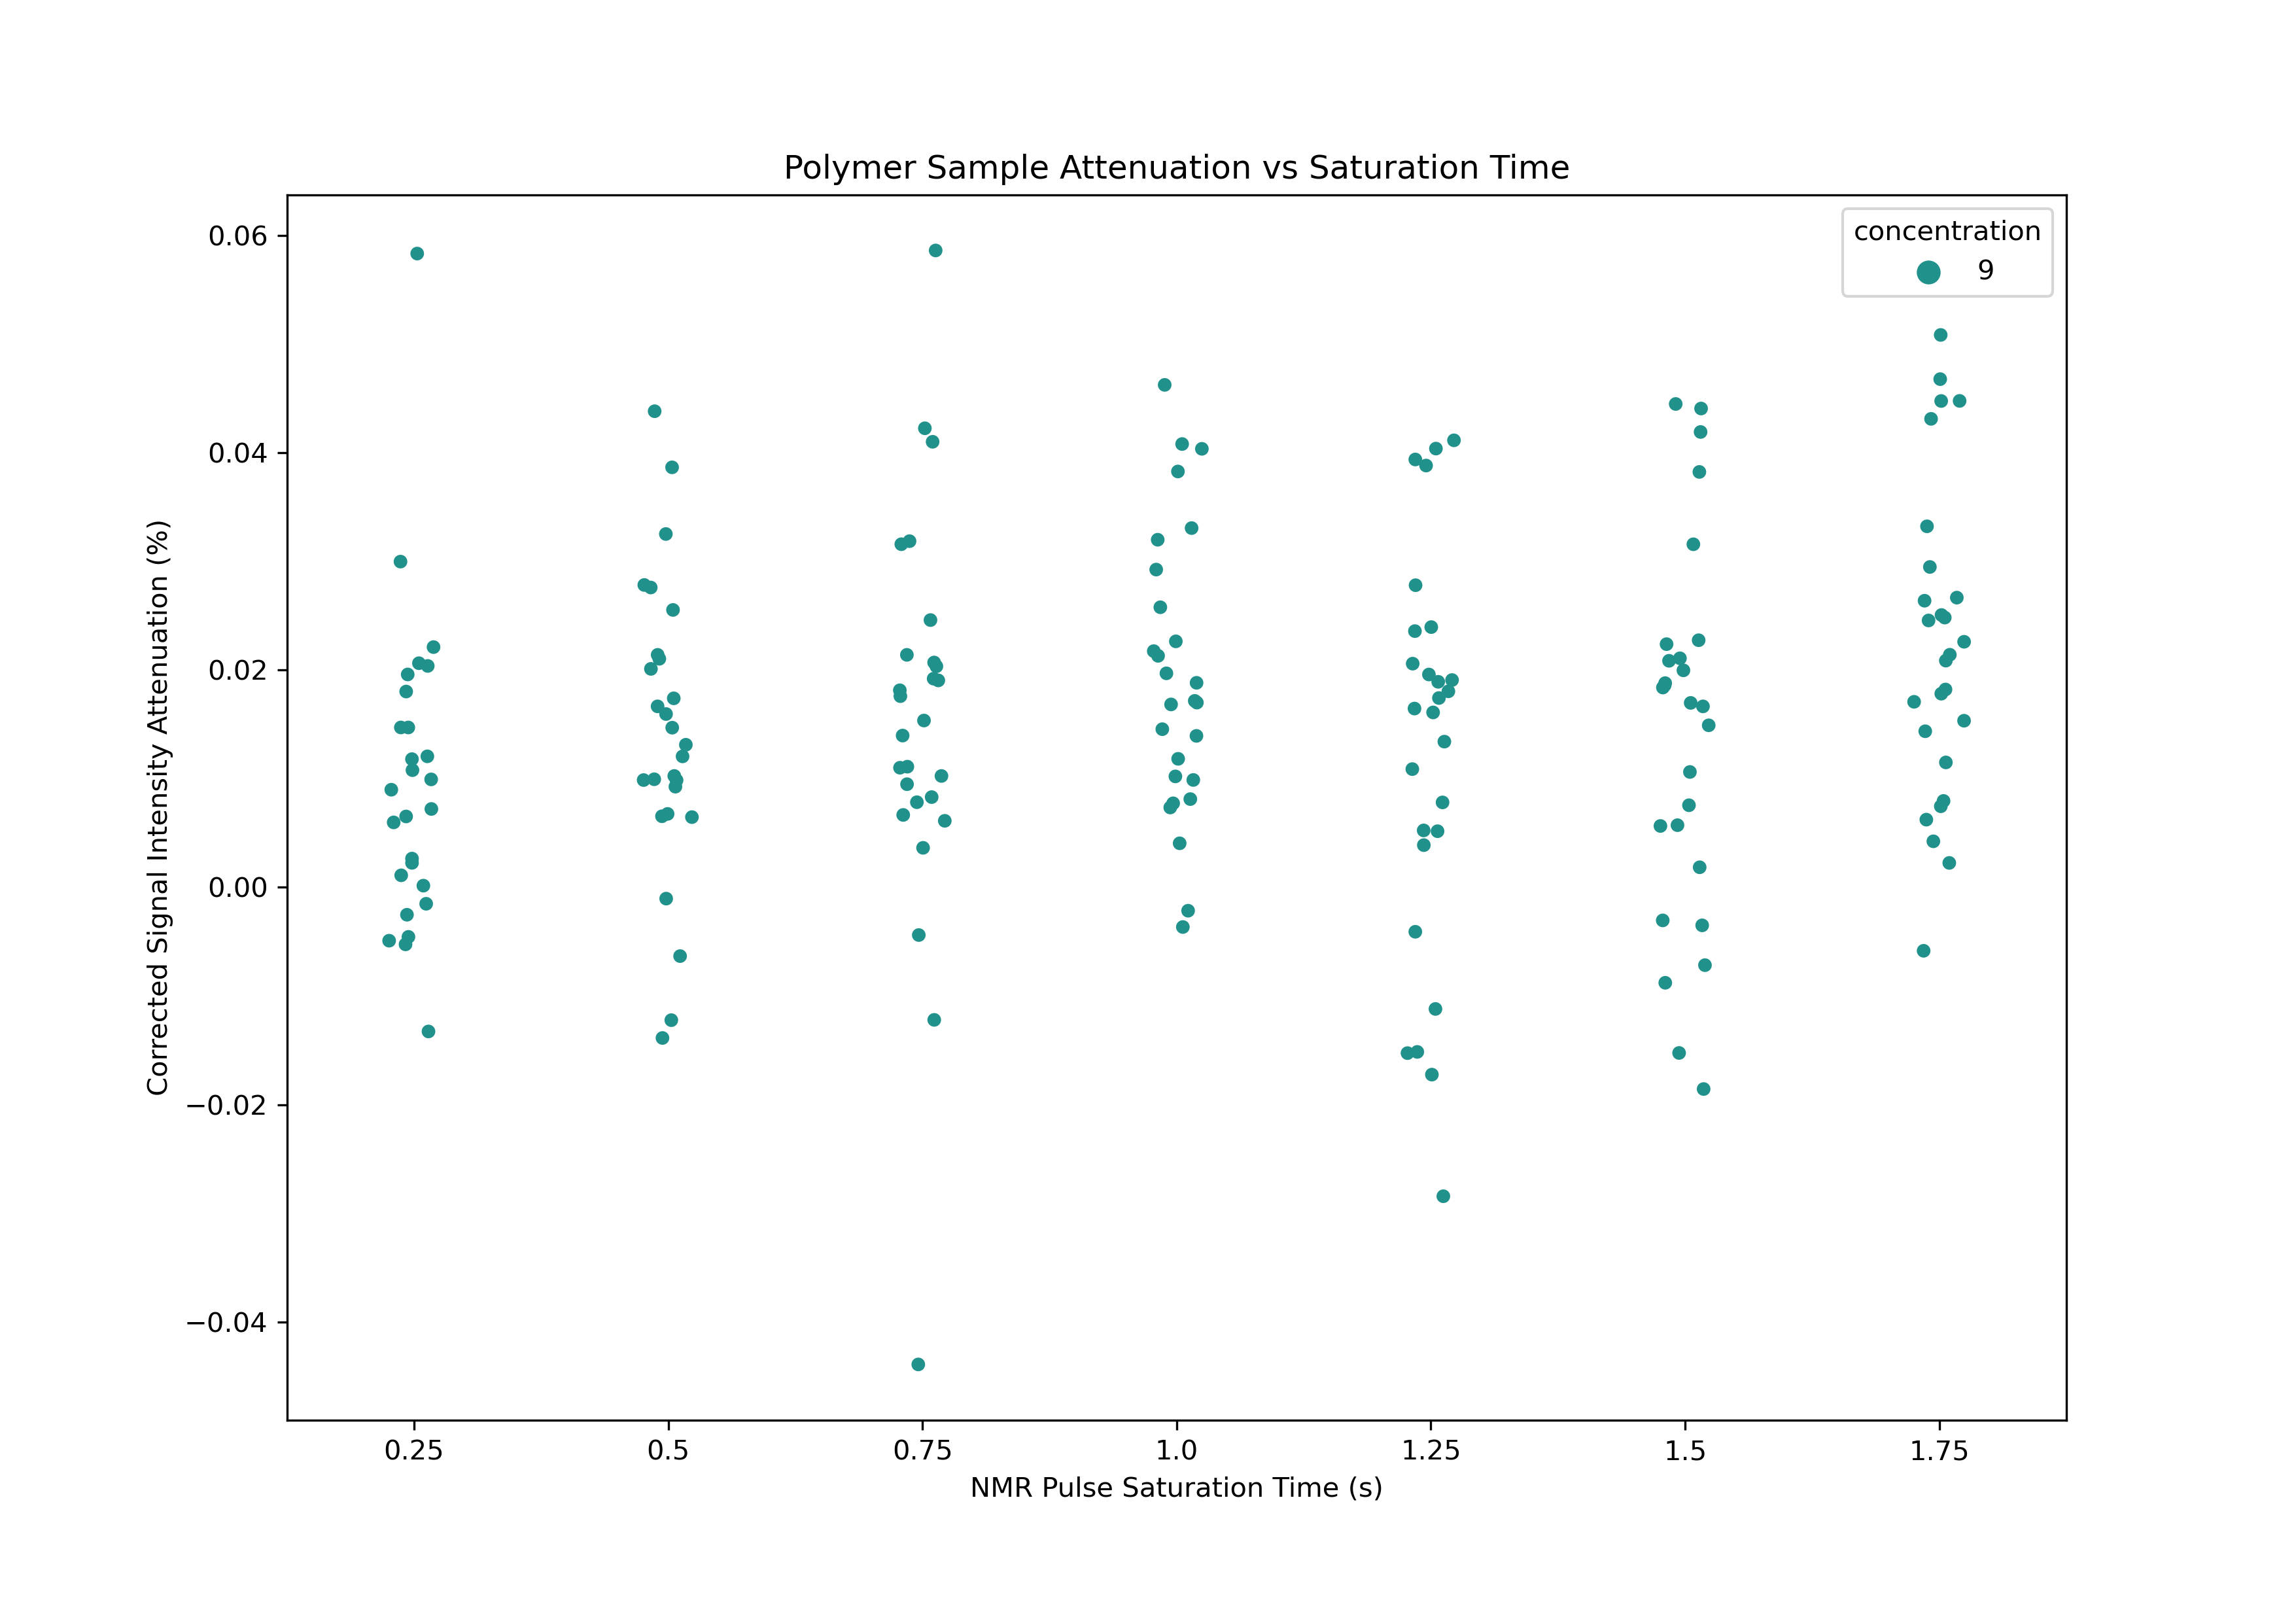 Polymer Sample Attenuation vs Saturation Time
concentration
9
0.06
0.04
0.02
0.00
−0.02
−0.04
Corrected Signal Intensity Attenuation (%)
0.25 0.5 0.75 1.0 1.25 1.5 1.75
NMR Pulse Saturation Time (s)